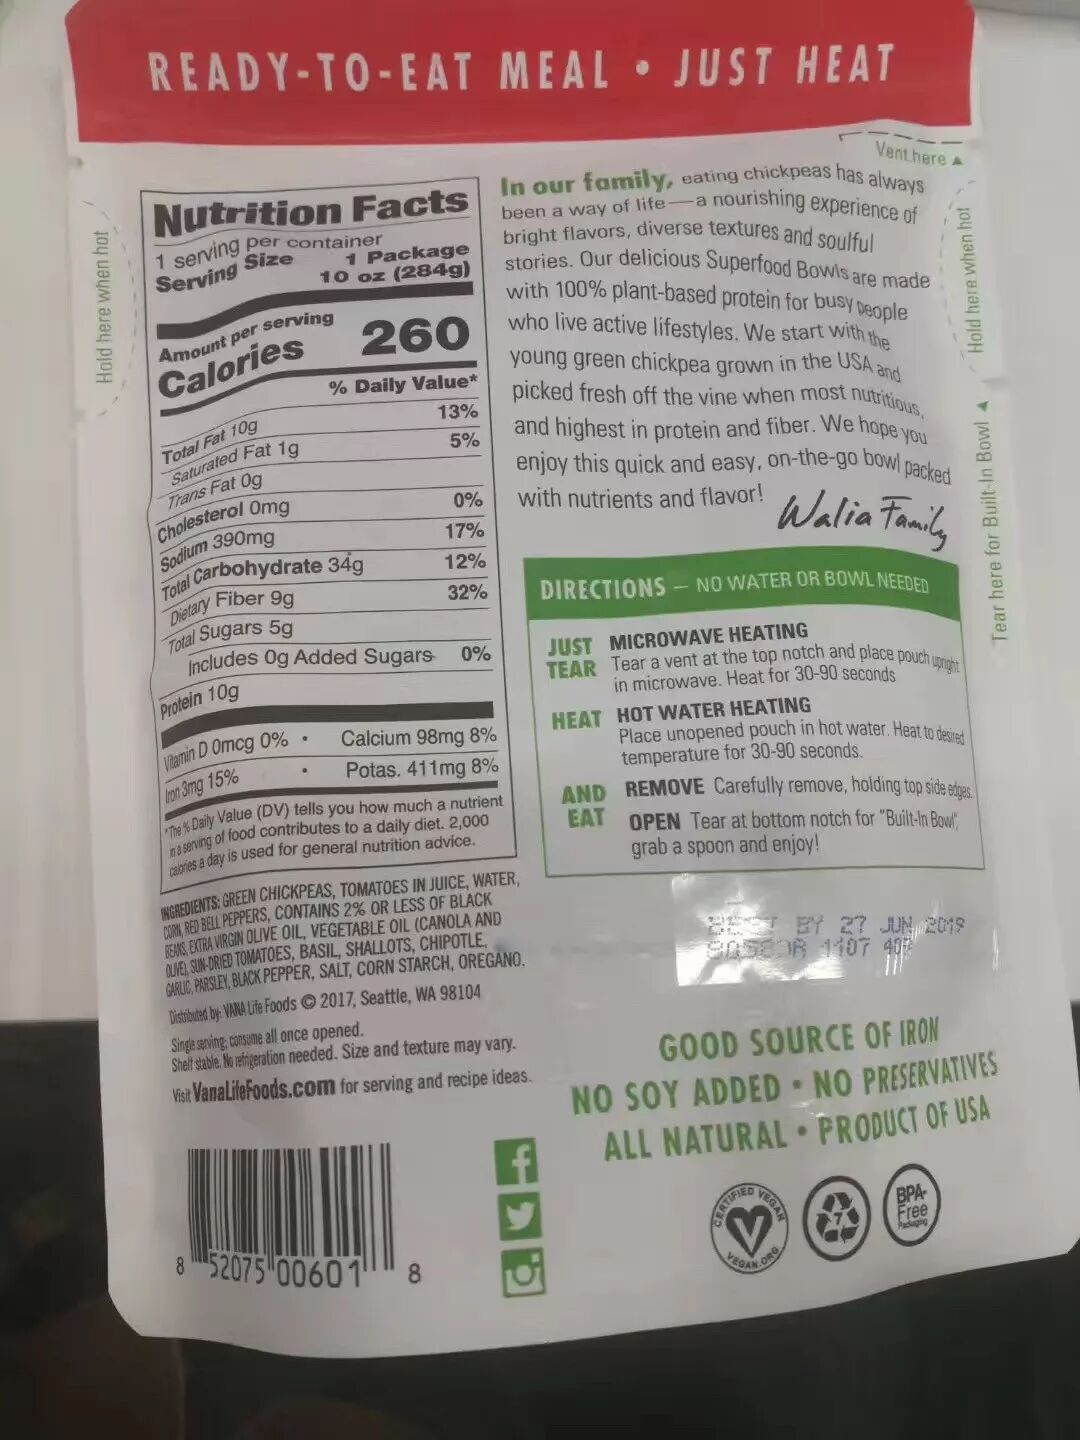 READY-TO-EAT MEAL • JUST HEAT
Vent here ▲
Hold here when hot
Hold here when hot
Tear here for Built-In Bowl ▲
Nutrition Facts
1 serving per container
Serving Size 1 Package
10 oz (284g)
Amount per serving
Calories 260
% Daily Value*
Total Fat 10g 13%
Saturated Fat 1g 5%
Trans Fat 0g
Cholesterol 0mg 0%
Sodium 390mg 17%
Total Carbohydrate 34g 12%
Dietary Fiber 9g 32%
Total Sugars 5g
Includes 0g Added Sugars 0%
Protein 10g
Vitamin D 0mcg 0% • Calcium 98mg 8%
Iron 3mg 15% • Potas. 411mg 8%
*The % Daily Value (DV) tells you how much a nutrient
in a serving of food contributes to a daily diet. 2,000
calories a day is used for general nutrition advice.
INGREDIENTS: GREEN CHICKPEAS, TOMATOES IN JUICE, WATER,
CORN, RED BELL PEPPERS, CONTAINS 2% OR LESS OF BLACK
BEANS, EXTRA VIRGIN OLIVE OIL, VEGETABLE OIL (CANOLA AND
OLIVE), SUN-DRIED TOMATOES, BASIL, SHALLOTS, CHIPOTLE,
GARLIC, PARSLEY, BLACK PEPPER, SALT, CORN STARCH, OREGANO.
Distributed by: VANA Life Foods © 2017, Seattle, WA 98104
Single serving; consume all once opened.
Shelf stable. No refrigeration needed. Size and texture may vary.
Visit VanaLifeFoods.com for serving and recipe ideas.
8 52075 00601 8
In our family, eating chickpeas has always
been a way of life—a nourishing experience of
bright flavors, diverse textures and soulful
stories. Our delicious Superfood Bowls are made
with 100% plant-based protein for busy people
who live active lifestyles. We start with the
young green chickpea grown in the USA and
picked fresh off the vine when most nutritious,
and highest in protein and fiber. We hope you
enjoy this quick and easy, on-the-go bowl packed
with nutrients and flavor!
Walia Family
DIRECTIONS – NO WATER OR BOWL NEEDED
JUST TEAR
MICROWAVE HEATING
Tear a vent at the top notch and place pouch upright
in microwave. Heat for 30-90 seconds
HEAT
HOT WATER HEATING
Place unopened pouch in hot water. Heat to desired
temperature for 30-90 seconds.
AND EAT
REMOVE Carefully remove, holding top side edges.
OPEN Tear at bottom notch for "Built-In Bowl",
grab a spoon and enjoy!
BEST BY 27 JUN 2019
1107
GOOD SOURCE OF IRON
NO SOY ADDED • NO PRESERVATIVES
ALL NATURAL • PRODUCT OF USA
CERTIFIED VEGAN
VEGAN.ORG
7
BPA-
Free
Packaging